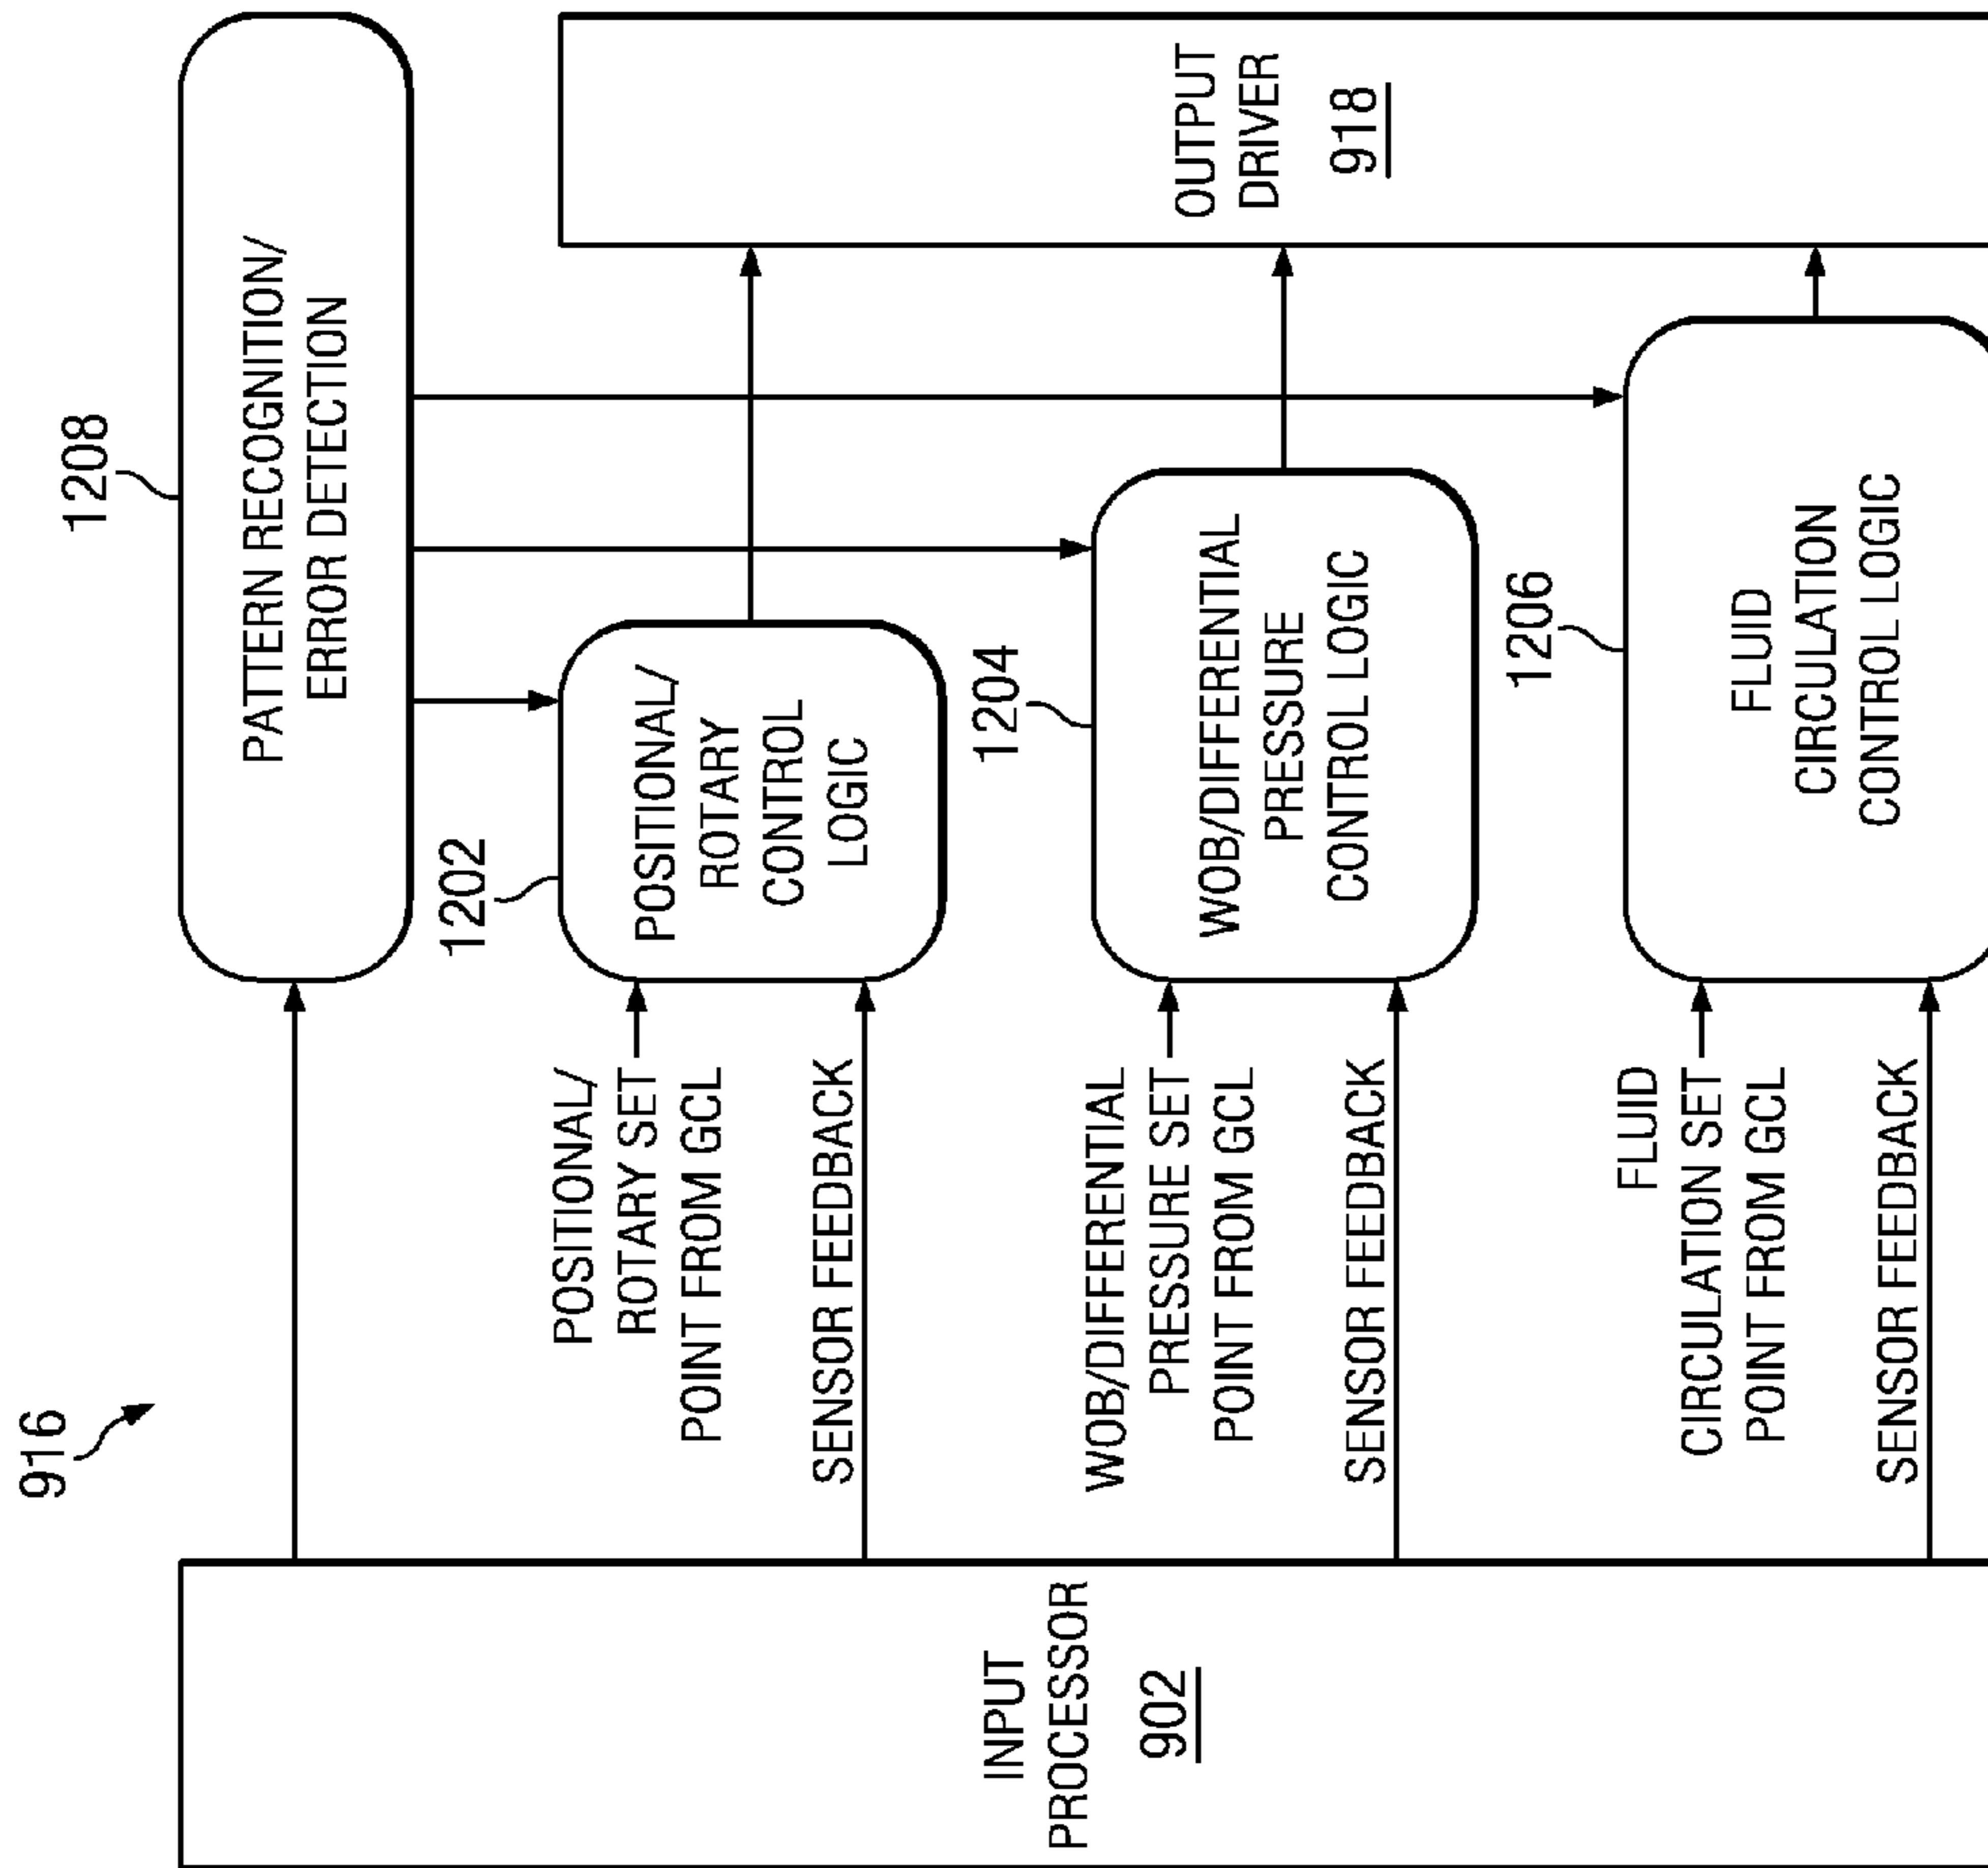 916
1208
PATTERN RECOGNITION/
ERROR DETECTION
1202
POSITIONAL/
ROTARY SET
POINT FROM GCL
SENSOR FEEDBACK
POSITIONAL/
ROTARY
CONTROL
LOGIC
INPUT
PROCESSOR
902
1204
WOB/DIFFERENTIAL
PRESSURE SET
POINT FROM GCL
SENSOR FEEDBACK
WOB/DIFFERENTIAL
PRESSURE
CONTROL LOGIC
OUTPUT
DRIVER
918
1206
FLUID
CIRCULATION SET
POINT FROM GCL
SENSOR FEEDBACK
FLUID
CIRCULATION
CONTROL LOGIC